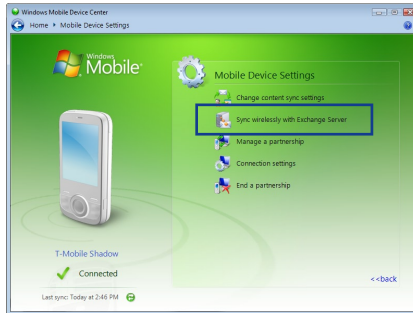 Windows Mobile Device Center
Home ▸ Mobile Device Settings
Windows
Mobile®
Mobile Device Settings
Change content sync settings
Sync wirelessly with Exchange Server
Manage a partnership
Connection settings
End a partnership
T-Mobile Shadow
Connected
<<back
Last sync: Today at 2:46 PM